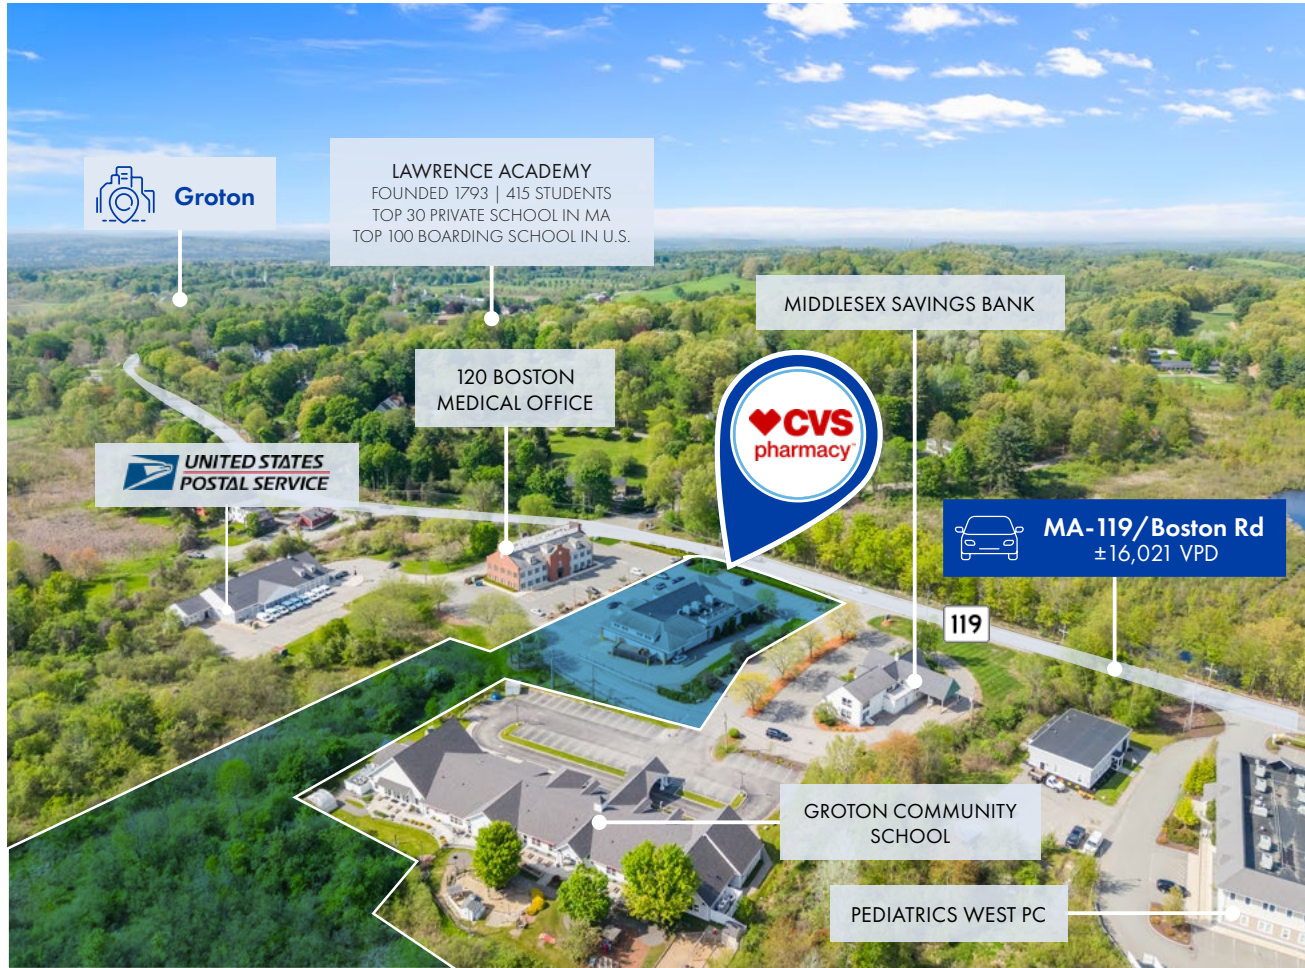 Groton
LAWRENCE ACADEMY
FOUNDED 1793 | 415 STUDENTS
TOP 30 PRIVATE SCHOOL IN MA
TOP 100 BOARDING SCHOOL IN U.S.
MIDDLESEX SAVINGS BANK
120 BOSTON
MEDICAL OFFICE
CVS
pharmacy
UNITED STATES
POSTAL SERVICE
MA-119/Boston Rd
±16,021 VPD
119
GROTON COMMUNITY
SCHOOL
PEDIATRICS WEST PC